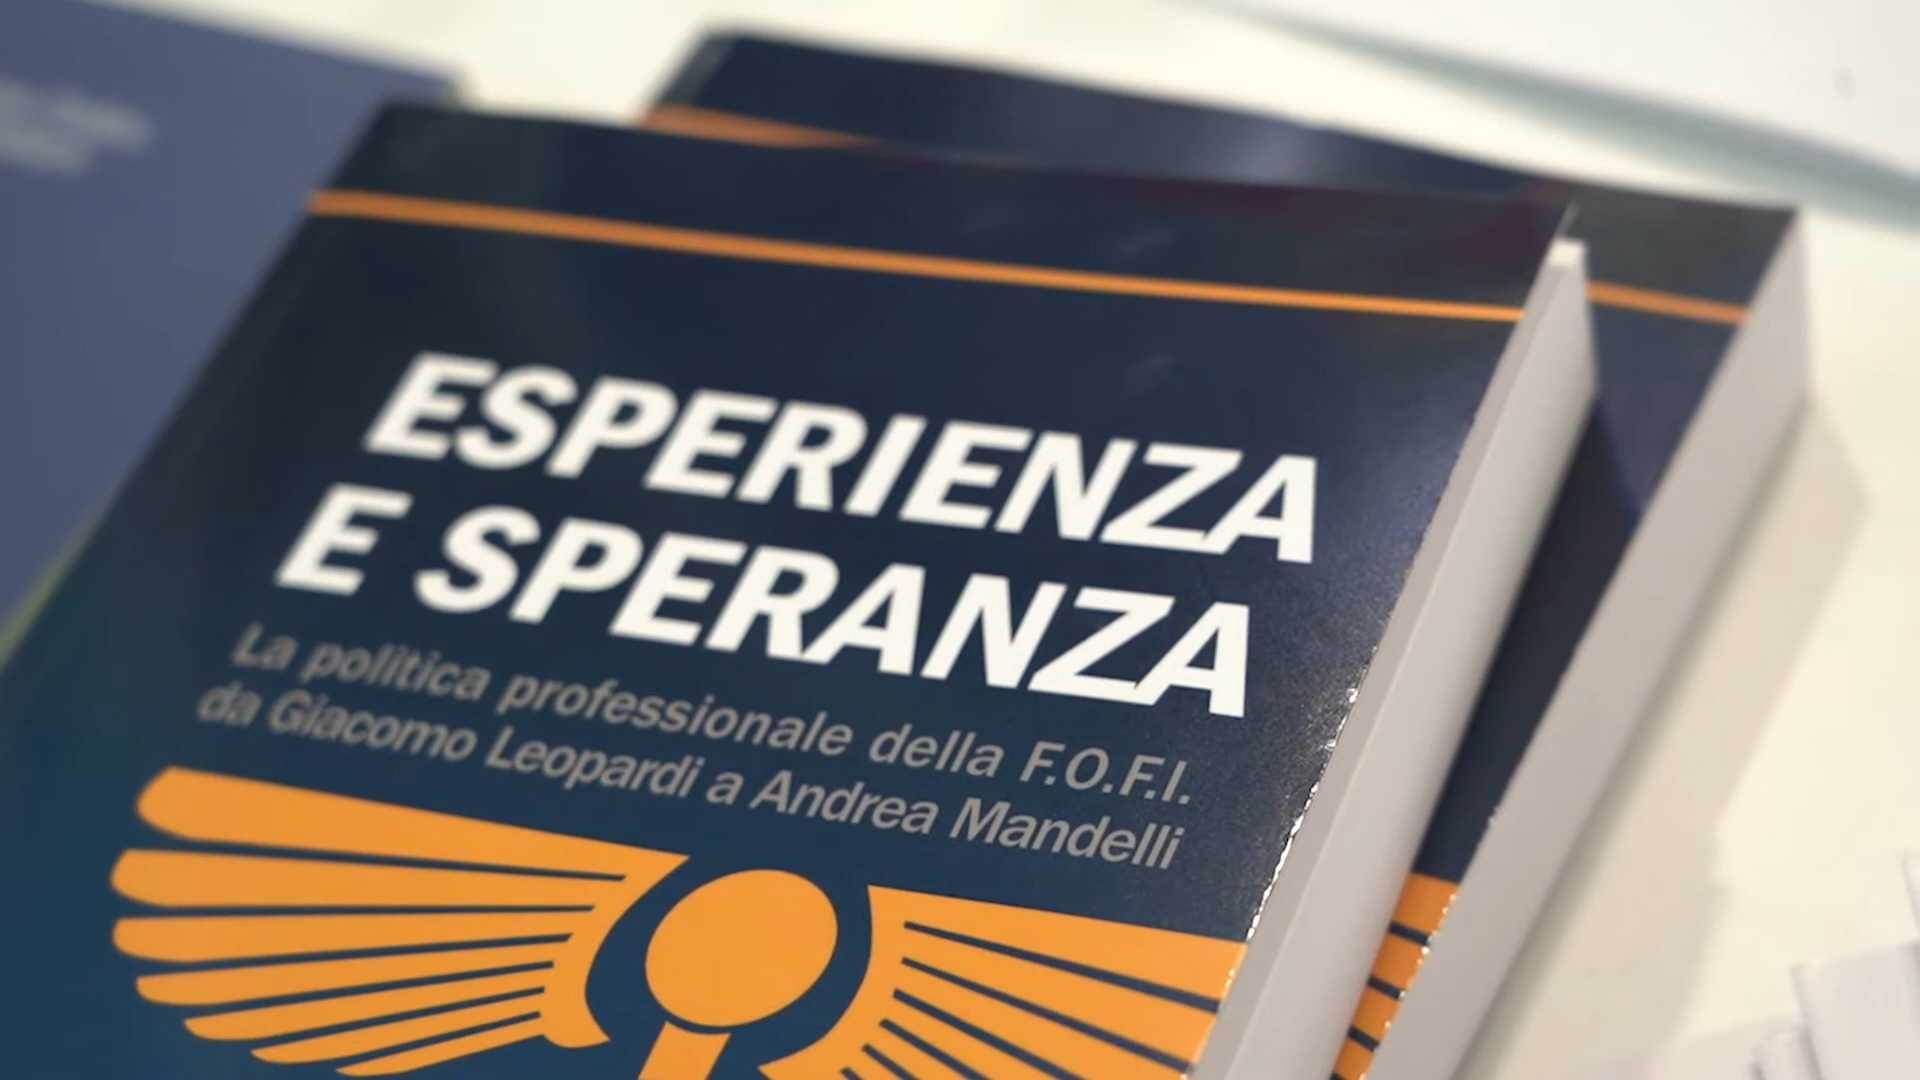 ESPERIENZA
E SPERANZA
La politica professionale della F.O.F.I.
da Giacomo Leopardi a Andrea Mandelli